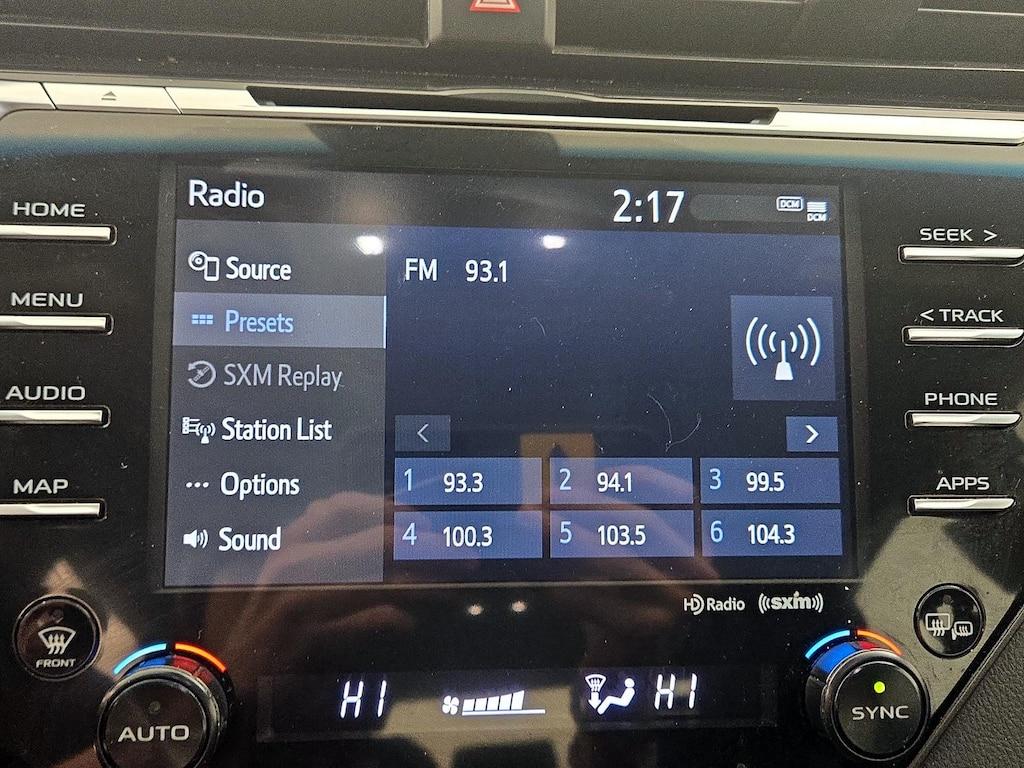 HOME
MENU
AUDIO
MAP
Radio 2:17 DCM DCM
Source
Presets
SXM Replay
Station List
Options
Sound
FM 93.1
< >
1 93.3 2 94.1 3 99.5
4 100.3 5 103.5 6 104.3
HD Radio ((sxm))
SEEK >
< TRACK
PHONE
APPS
FRONT
AUTO
HI HI
SYNC